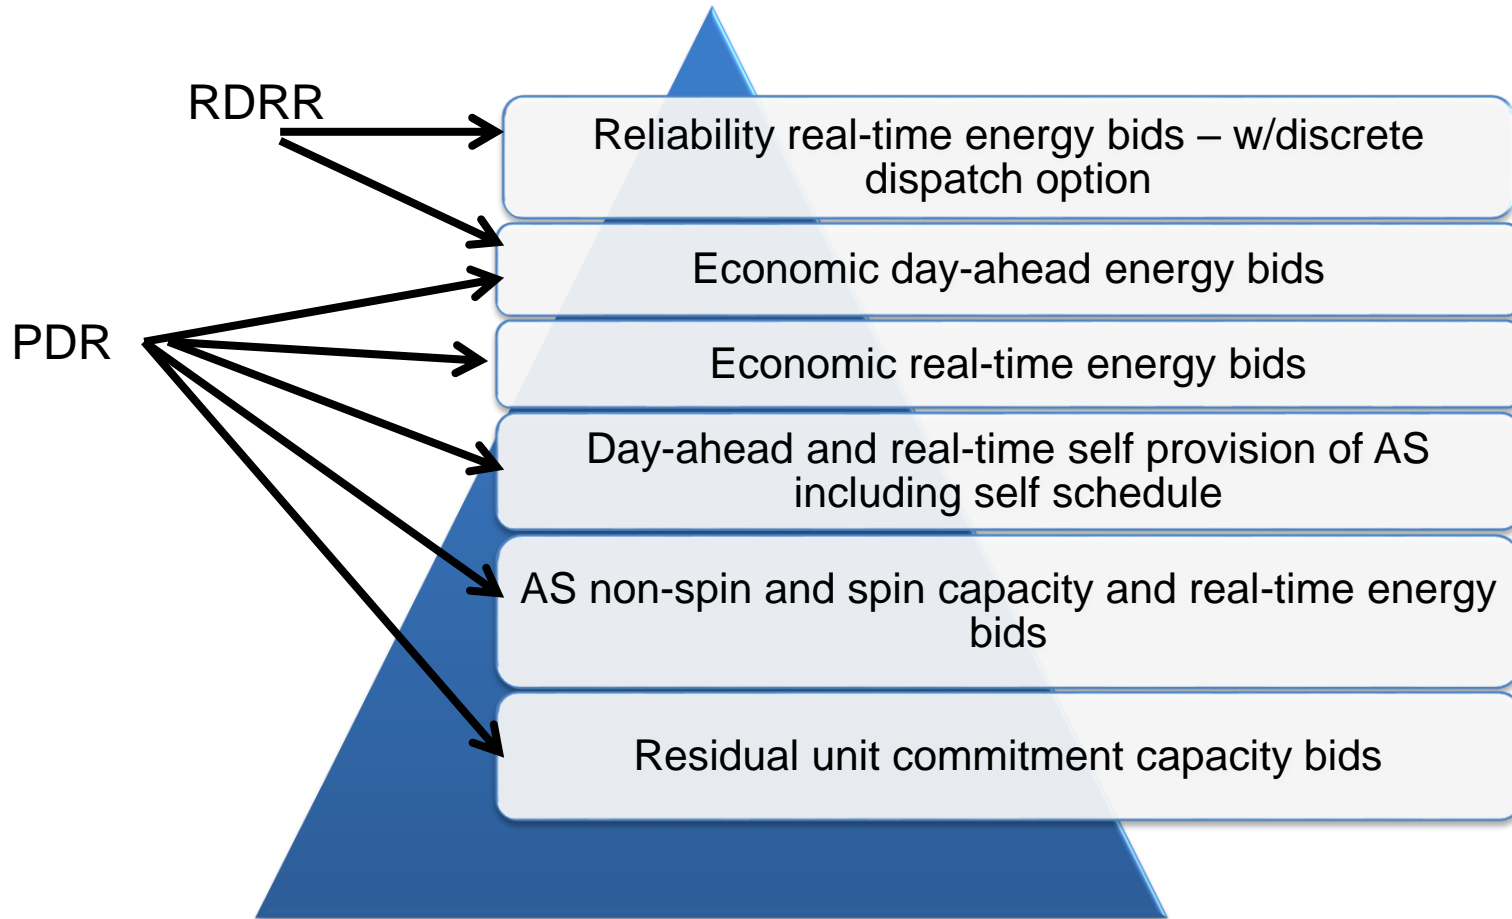 RDRR
Reliability real-time energy bids – w/discrete
dispatch option
Economic day-ahead energy bids
PDR
Economic real-time energy bids
Day-ahead and real-time self provision of AS
including self schedule
AS non-spin and spin capacity and real-time energy
bids
Residual unit commitment capacity bids